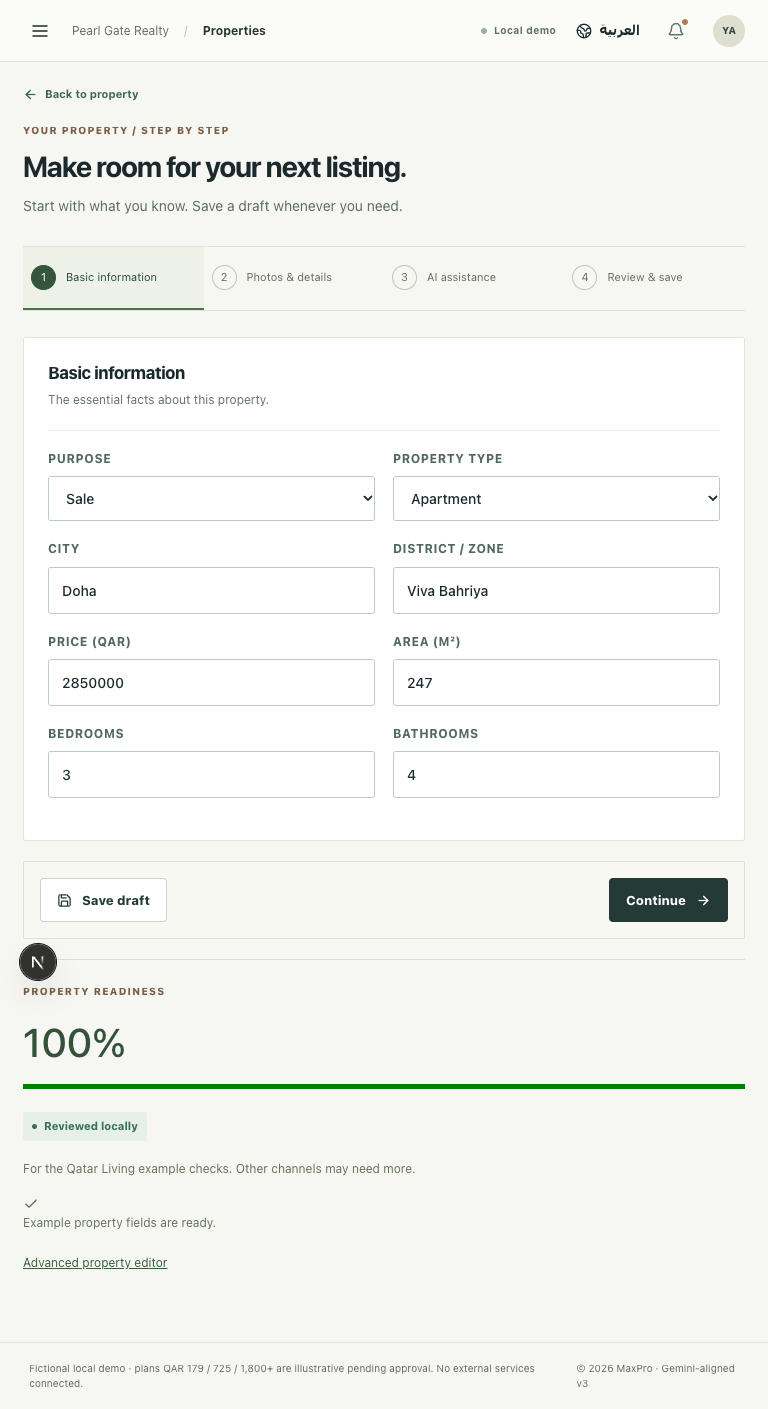 Pearl Gate Realty / Properties
Local demo
العربية
YA
Back to property
YOUR PROPERTY / STEP BY STEP
Make room for your next listing.
Start with what you know. Save a draft whenever you need.
1 Basic information
2 Photos & details
3 AI assistance
4 Review & save
Basic information
The essential facts about this property.
PURPOSE
Sale
PROPERTY TYPE
Apartment
CITY
Doha
DISTRICT / ZONE
Viva Bahriya
PRICE (QAR)
2850000
AREA (M²)
247
BEDROOMS
3
BATHROOMS
4
Save draft
Continue
N
PROPERTY READINESS
100%
Reviewed locally
For the Qatar Living example checks. Other channels may need more.
Example property fields are ready.
Advanced property editor
Fictional local demo · plans QAR 179 / 725 / 1,800+ are illustrative pending approval. No external services
connected.
© 2026 MaxPro · Gemini-aligned
v3